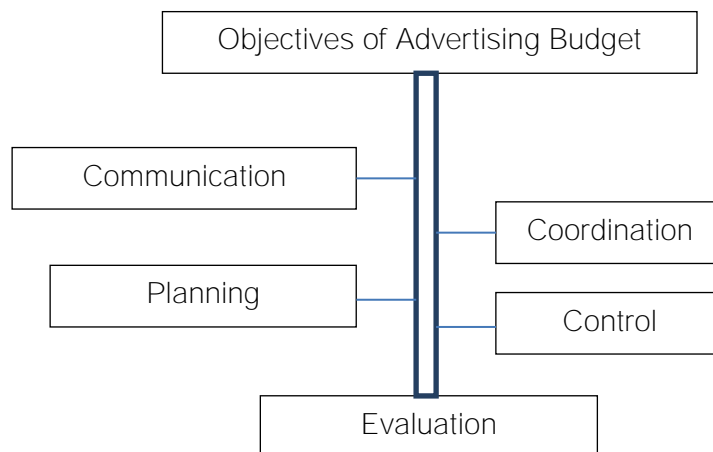 Objectives of Advertising Budget
Communication
Coordination
Planning
Control
Evaluation